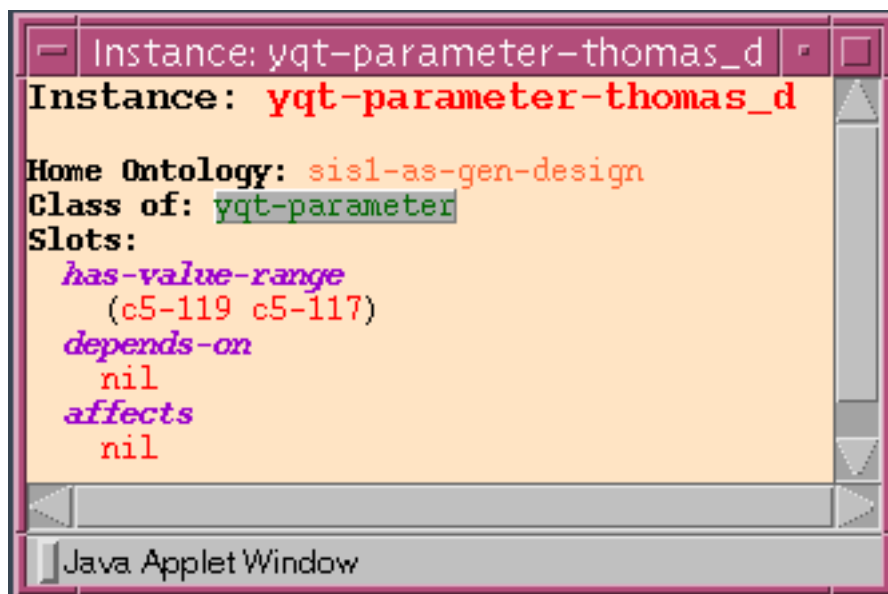 Instance: yqt-parameter-thomas_d
Instance: yqt-parameter-thomas_d
Home Ontology: sis1-as-gen-design
Class of: yqt-parameter
Slots:
has-value-range
(c5-119 c5-117)
depends-on
nil
affects
nil
Java Applet Window